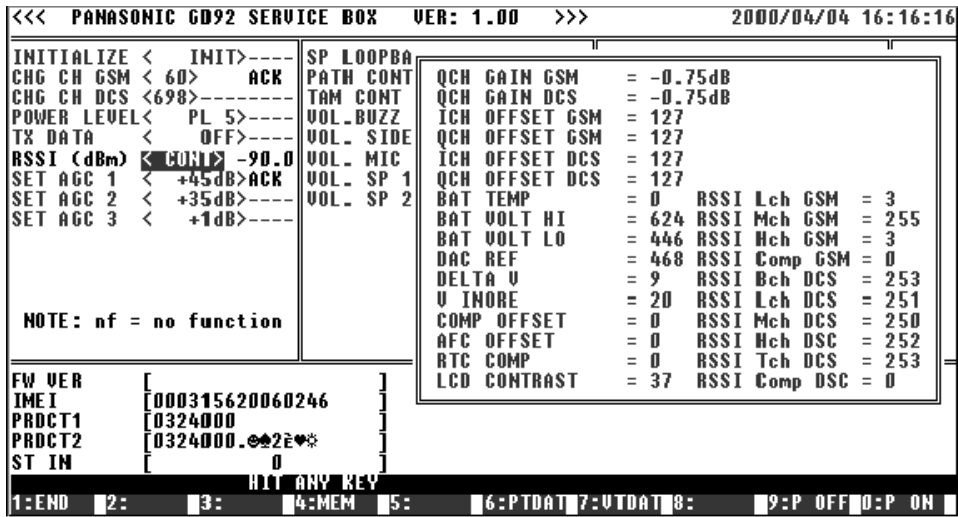 <<< PANASONIC GD92 SERVICE BOX VER: 1.00 >>> 2000/04/04 16:16:16
INITIALIZE < INIT>----
CHG CH GSM < 60> ACK
CHG CH DCS <698>---------
POWER LEVEL< PL 5>----
TX DATA < OFF>----
RSSI (dBm) < CONT> -90.0
SET AGC 1 < +45dB>ACK
SET AGC 2 < +35dB>----
SET AGC 3 < +1dB>----
NOTE: nf = no function
SP LOOPBA
PATH CONT
TAM CONT
VOL.BUZZ
VOL. SIDE
VOL. MIC
VOL. SP 1
VOL. SP 2
QCH GAIN GSM = -0.75dB
QCH GAIN DCS = -0.75dB
ICH OFFSET GSM = 127
QCH OFFSET GSM = 127
ICH OFFSET DCS = 127
QCH OFFSET DCS = 127
BAT TEMP = 0 RSSI Lch GSM = 3
BAT VOLT HI = 624 RSSI Mch GSM = 255
BAT VOLT LO = 446 RSSI Hch GSM = 3
DAC REF = 468 RSSI Comp GSM = 0
DELTA V = 9 RSSI Bch DCS = 253
V INORE = 20 RSSI Lch DCS = 251
COMP OFFSET = 0 RSSI Mch DCS = 250
AFC OFFSET = 0 RSSI Hch DSC = 252
RTC COMP = 0 RSSI Tch DCS = 253
LCD CONTRAST = 37 RSSI Comp DSC = 0
FW VER [ ]
IMEI [000315620060246 ]
PRDCT1 [0324000 ]
PRDCT2 [0324000.☻♠2è♥☼ ]
ST IN [ 0 ]
HIT ANY KEY
1:END 2: 3: 4:MEM 5: 6:PTDAT 7:VTDAT 8: 9:P OFF 0:P ON